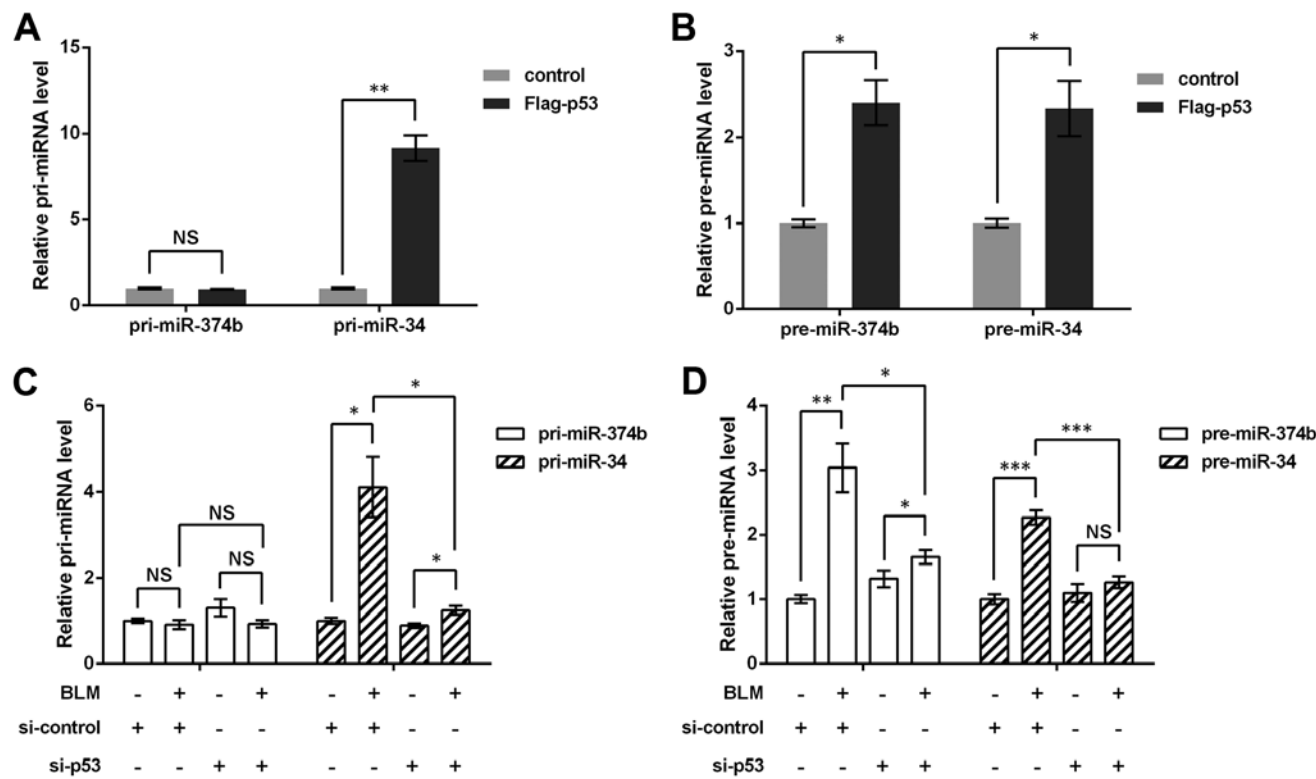 A
Relative pri-miRNA level
15
10
5
0
NS
**
control
Flag-p53
pri-miR-374b
pri-miR-34
B
Relative pre-miRNA level
3
2
1
0
*
*
control
Flag-p53
pre-miR-374b
pre-miR-34
C
Relative pri-miRNA level
6
4
2
0
NS
NS
NS
*
*
*
pri-miR-374b
pri-miR-34
BLM - + - + - + - +
si-control + + - - + + - -
si-p53 - - + + - - + +
D
Relative pre-miRNA level
4
3
2
1
0
**
*
*
***
***
NS
pre-miR-374b
pre-miR-34
BLM - + - + - + - +
si-control + + - - + + - -
si-p53 - - + + - - + +